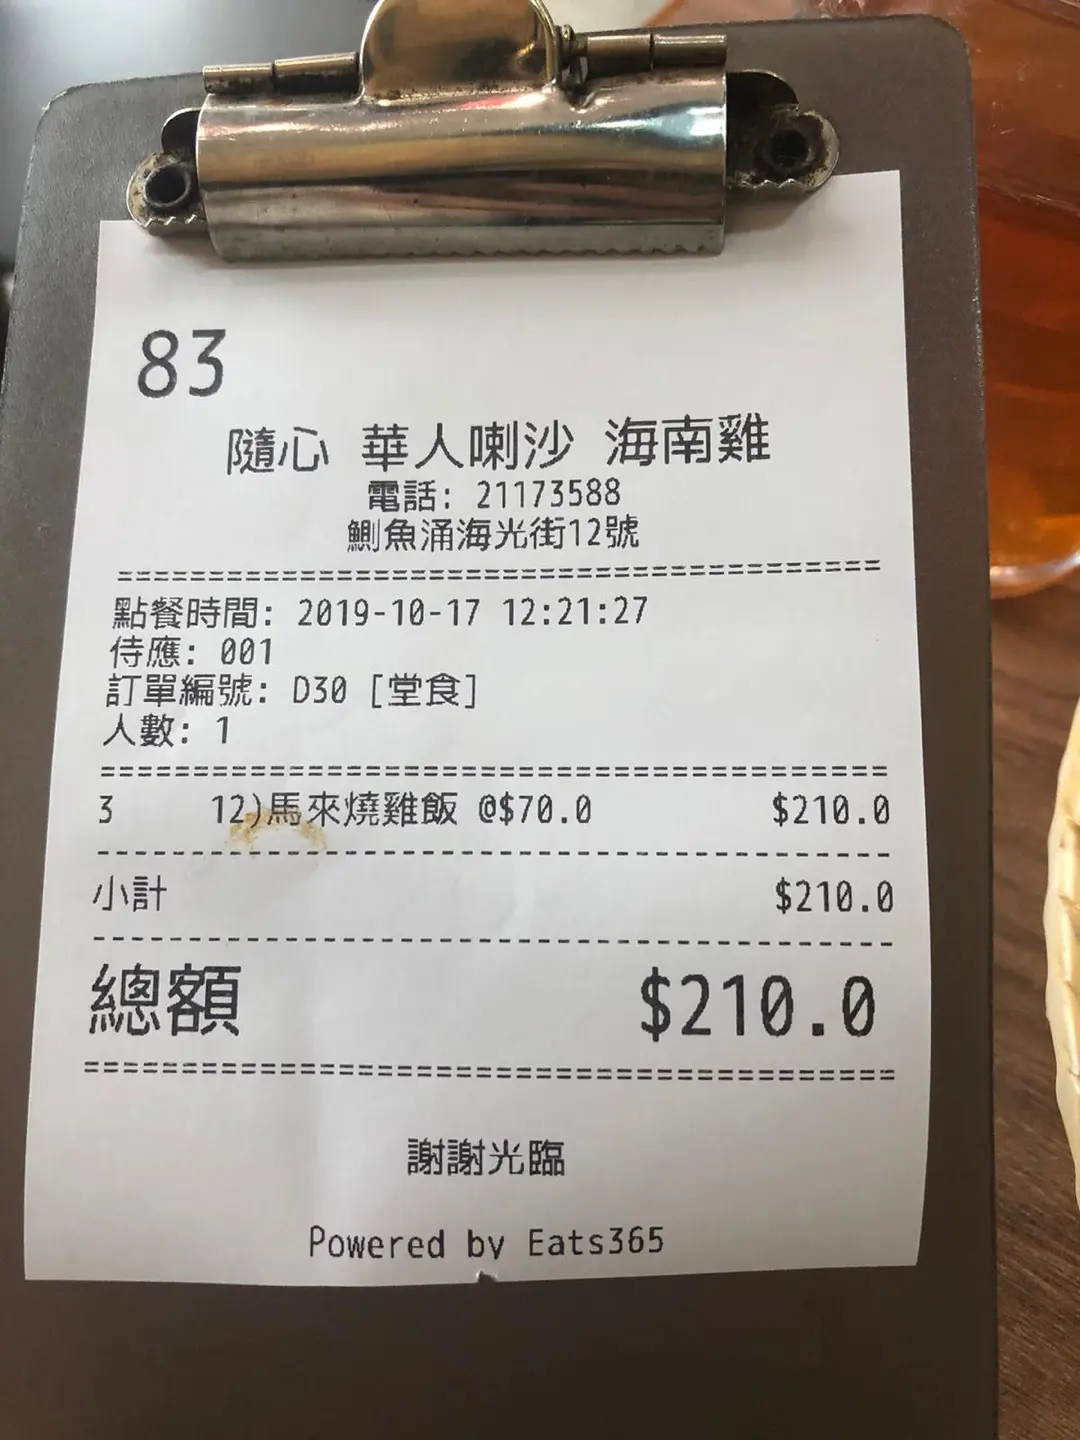 83
隨心 華人喇沙 海南雞
電話: 21173588
鰂魚涌海光街12號
========================================
點餐時間: 2019-10-17 12:21:27
侍應: 001
訂單編號: D30 [堂食]
人數: 1
========================================
3 12)馬來燒雞飯 @$70.0 $210.0
----------------------------------------
小計 $210.0
----------------------------------------
總額 $210.0
========================================
謝謝光臨
Powered by Eats365